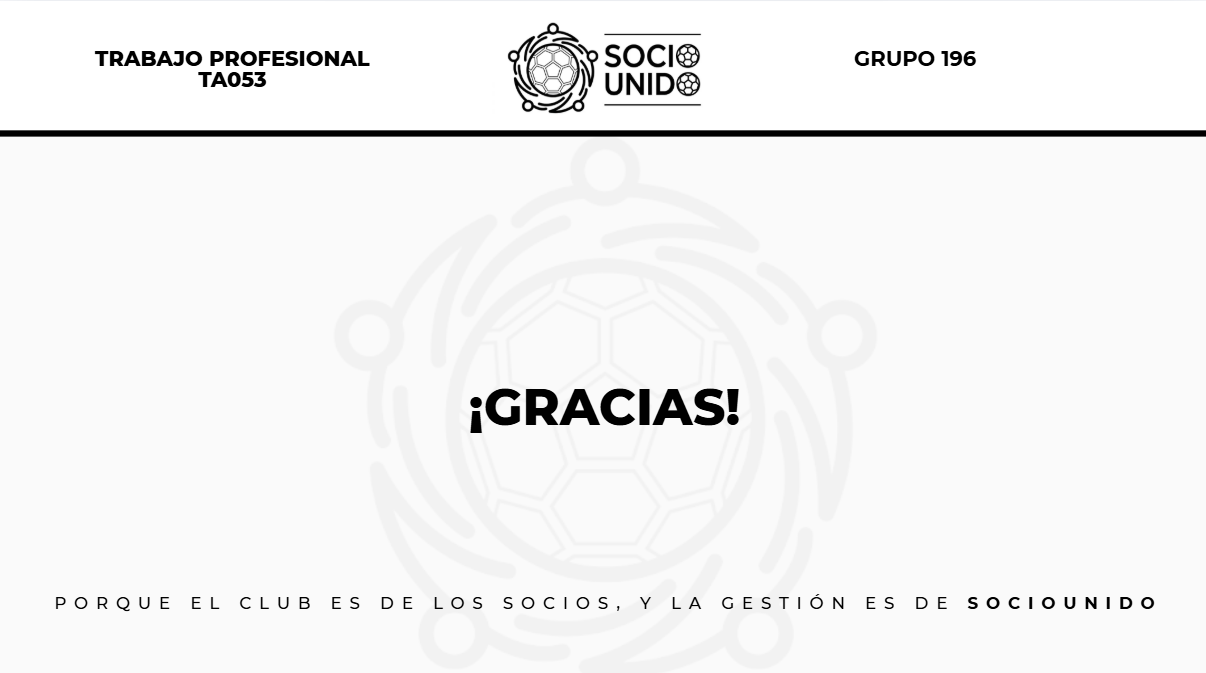 TRABAJO PROFESIONAL
TA053
SOCIO
UNIDO
GRUPO 196
¡GRACIAS!
PORQUE EL CLUB ES DE LOS SOCIOS, Y LA GESTIÓN ES DE SOCIOUNIDO